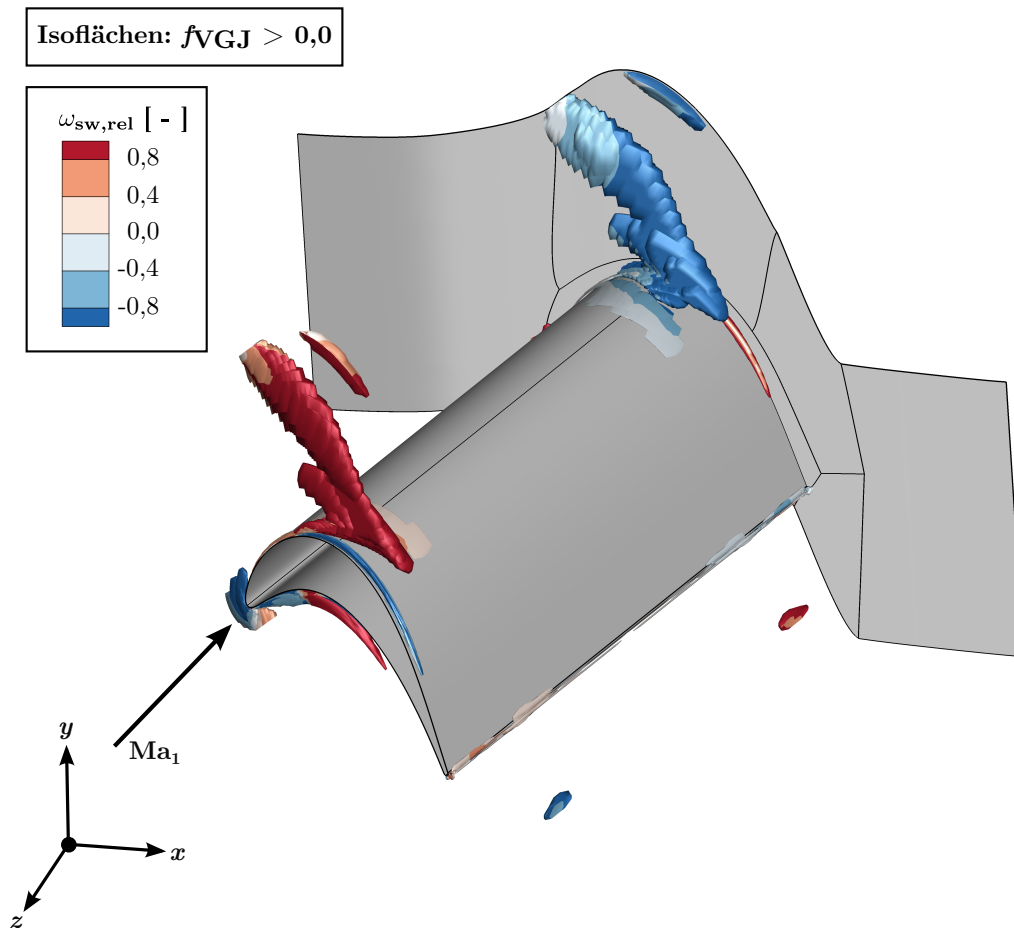 Isoflächen: fVGJ > 0,0
ωsw,rel [ - ]
0,8
0,4
0,0
-0,4
-0,8
Ma1
y
x
z